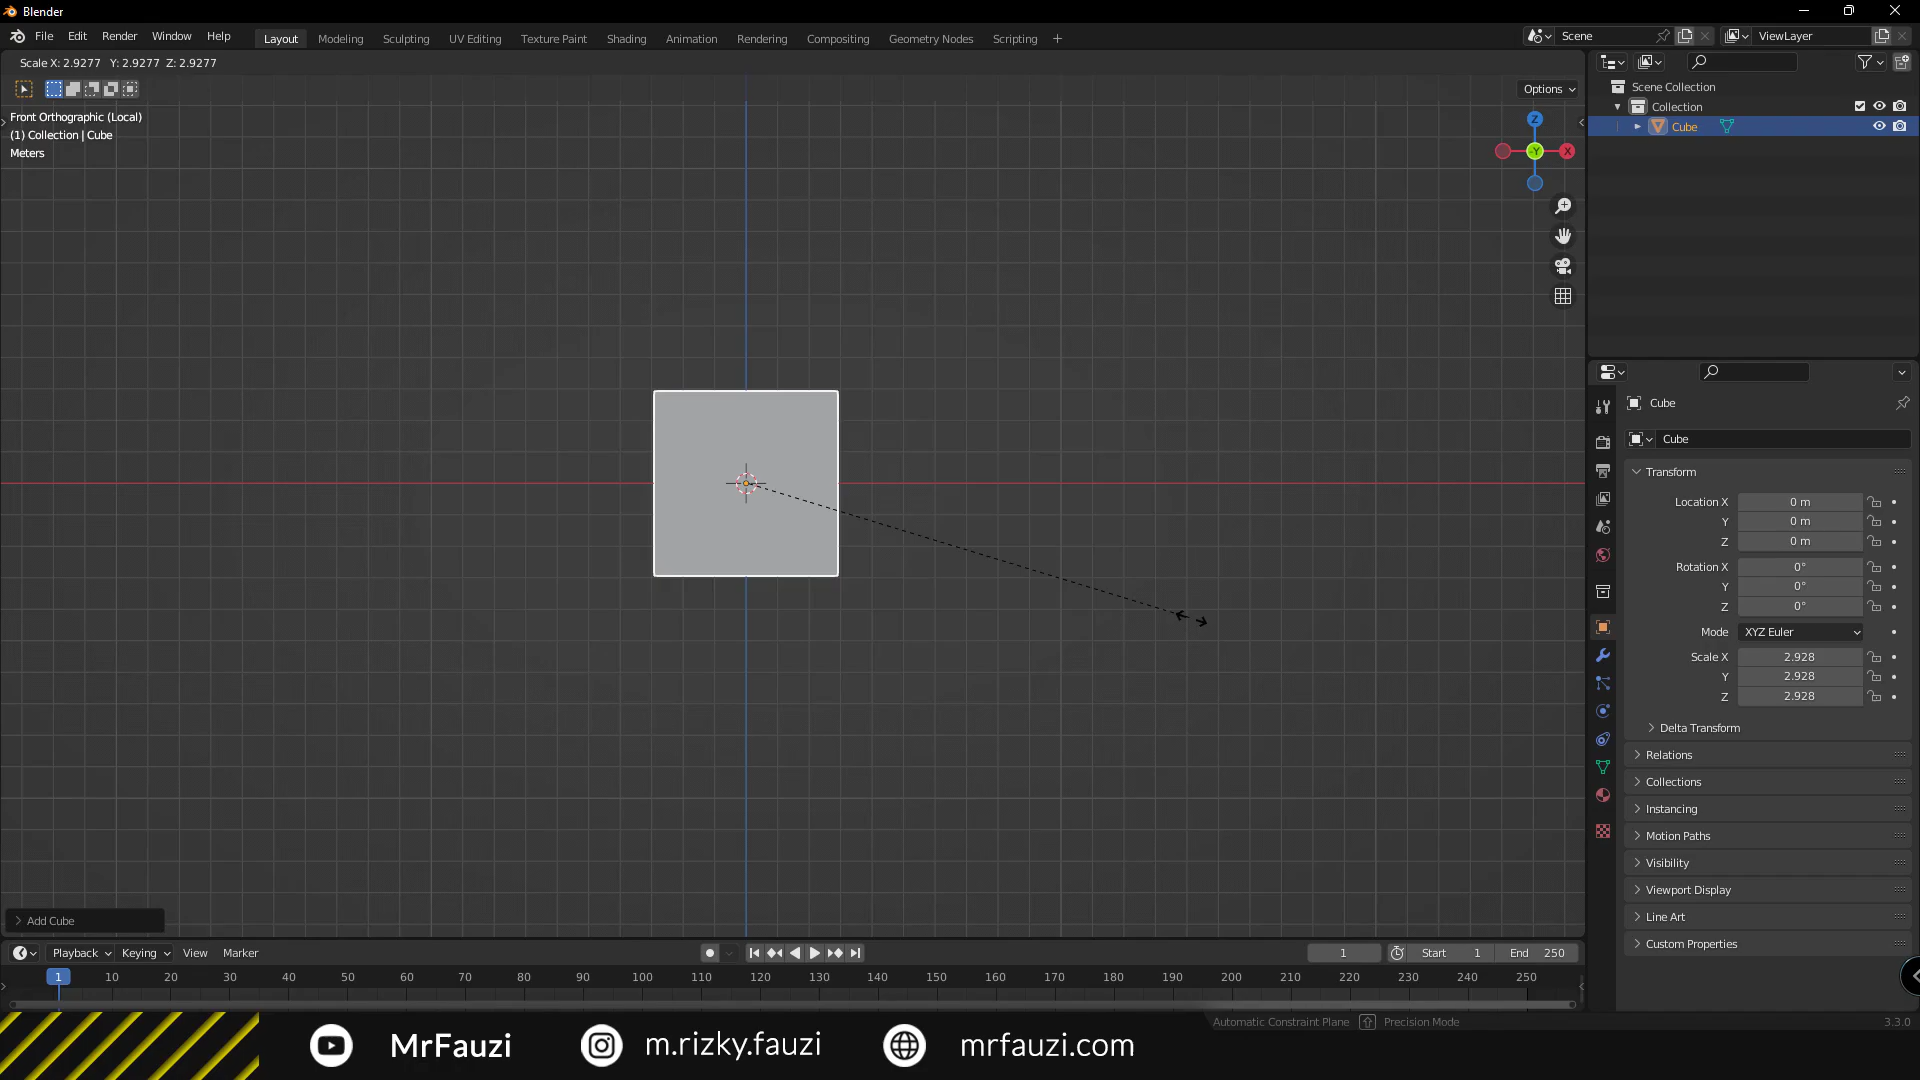 Blender
File Edit Render Window Help Layout Modeling Sculpting UV Editing Texture Paint Shading Animation Rendering Compositing Geometry Nodes Scripting + Scene ViewLayer
Scale X: 2.9277 Y: 2.9277 Z: 2.9277
Options
Front Orthographic (Local)
(1) Collection | Cube
Meters
Z
-Y
X
Scene Collection
Collection
Cube
Cube
Cube
Transform
Location X 0 m
Y 0 m
Z 0 m
Rotation X 0°
Y 0°
Z 0°
Mode XYZ Euler
Scale X 2.928
Y 2.928
Z 2.928
Delta Transform
Relations
Collections
Instancing
Motion Paths
Visibility
Viewport Display
Line Art
Custom Properties
Add Cube
Playback Keying View Marker 1 Start 1 End 250
1 10 20 30 40 50 60 70 80 90 100 110 120 130 140 150 160 170 180 190 200 210 220 230 240 250
Automatic Constraint Plane Precision Mode 3.3.0
MrFauzi m.rizky.fauzi mrfauzi.com